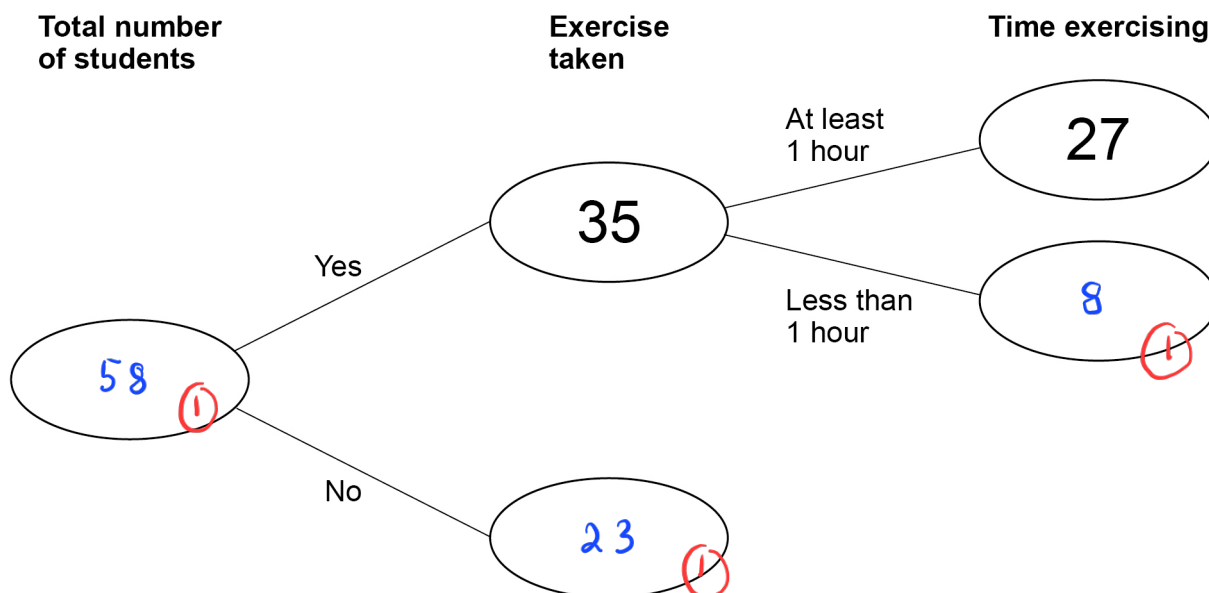 Total number
of students
Exercise
taken
Time exercising
At least
1 hour
27
35
Yes
Less than
1 hour
8
1
58
1
No
23
1